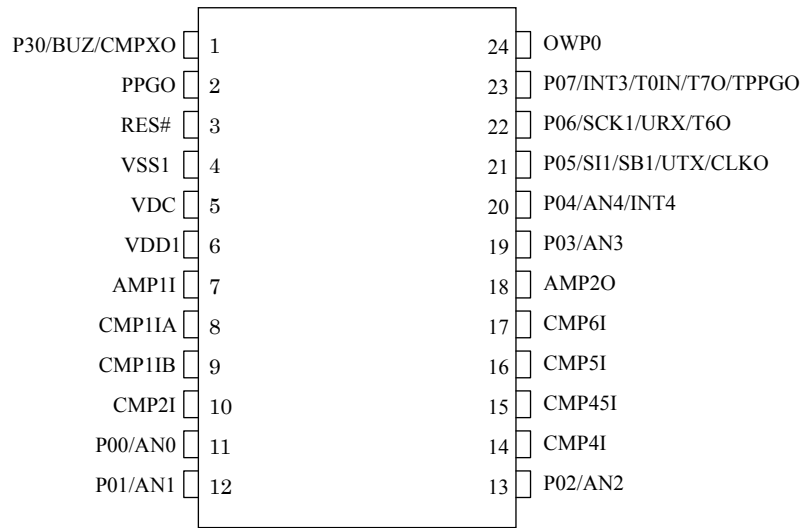 P30/BUZ/CMPXO 1 24 OWP0
PPGO 2 23 P07/INT3/T0IN/T7O/TPPGO
RES# 3 22 P06/SCK1/URX/T6O
VSS1 4 21 P05/SI1/SB1/UTX/CLKO
VDC 5 20 P04/AN4/INT4
VDD1 6 19 P03/AN3
AMP1I 7 18 AMP2O
CMP1IA 8 17 CMP6I
CMP1IB 9 16 CMP5I
CMP2I 10 15 CMP45I
P00/AN0 11 14 CMP4I
P01/AN1 12 13 P02/AN2